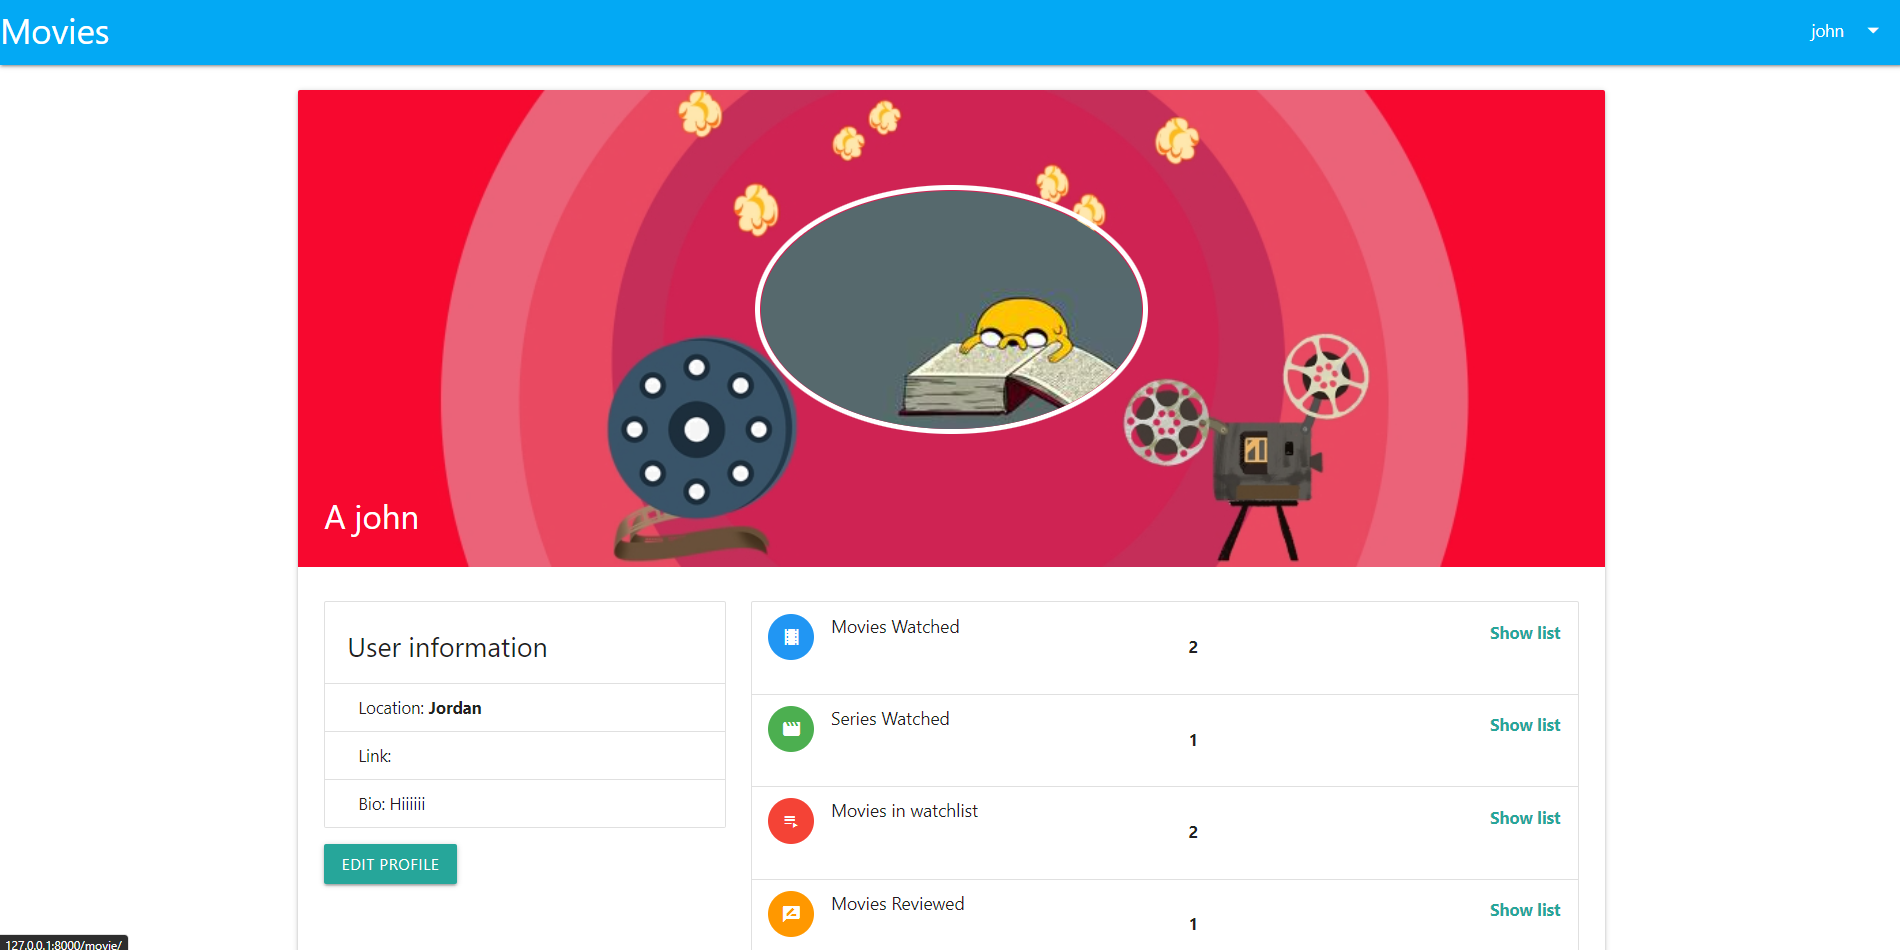 Movies
john
A john
User information
Location: Jordan
Link:
Bio: Hiiiiii
EDIT PROFILE
Movies Watched
2
Show list
Series Watched
1
Show list
Movies in watchlist
2
Show list
Movies Reviewed
1
Show list
127.0.0.1:8000/movie/